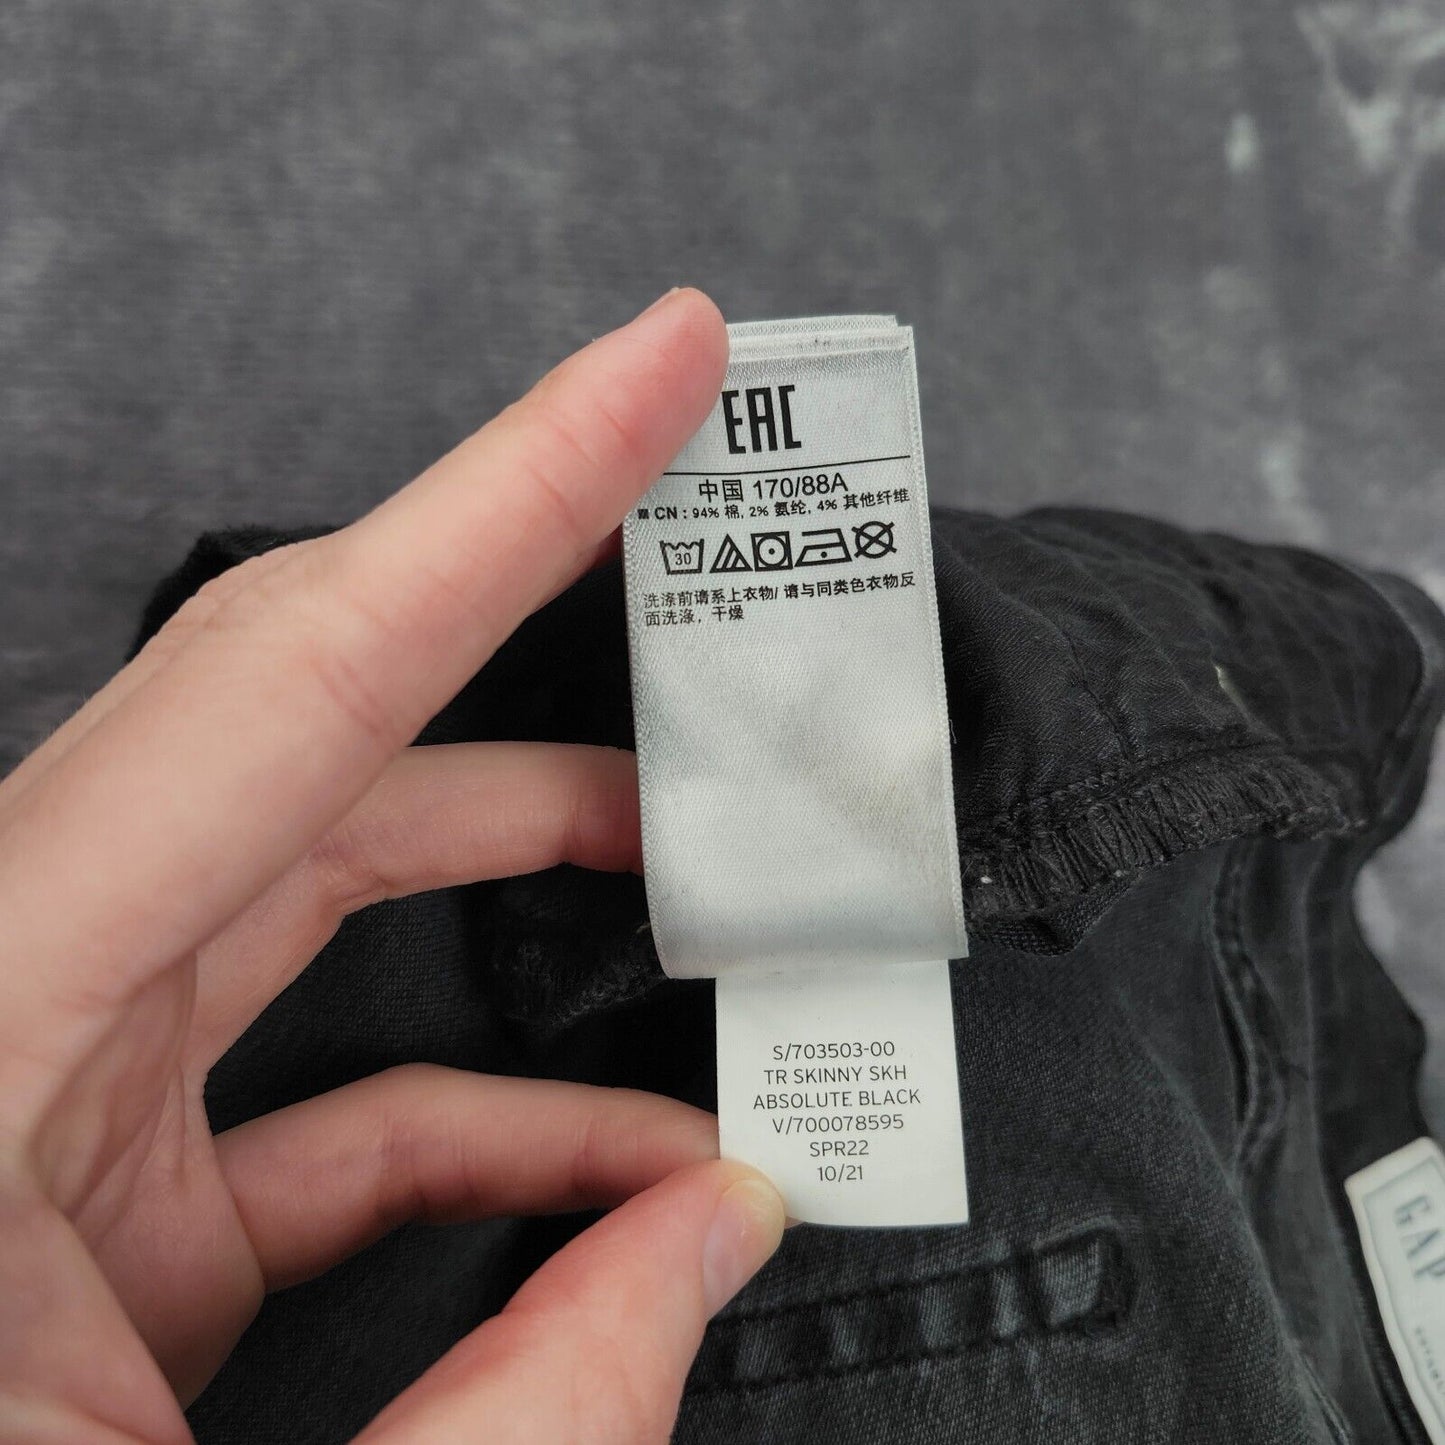 EAC
中国 170/88A
CN : 94% 棉, 2% 氨纶, 4% 其他纤维
30
洗涤前请系上衣物/ 请与同类色衣物反
面洗涤，干燥
S/703503-00
TR SKINNY SKH
ABSOLUTE BLACK
V/700078595
SPR22
10/21
GAP